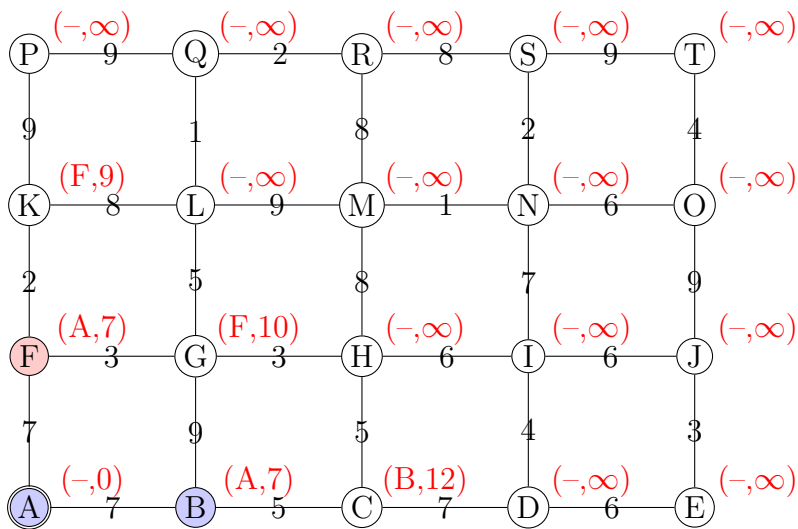 (–,∞) (–,∞) (–,∞) (–,∞) (–,∞)
P 9 Q 2 R 8 S 9 T
9 1 8 2 4
(F,9) (–,∞) (–,∞) (–,∞) (–,∞)
K 8 L 9 M 1 N 6 O
2 5 8 7 9
(A,7) (F,10) (–,∞) (–,∞) (–,∞)
F 3 G 3 H 6 I 6 J
7 9 5 4 3
(–,0) (A,7) (B,12) (–,∞) (–,∞)
A 7 B 5 C 7 D 6 E